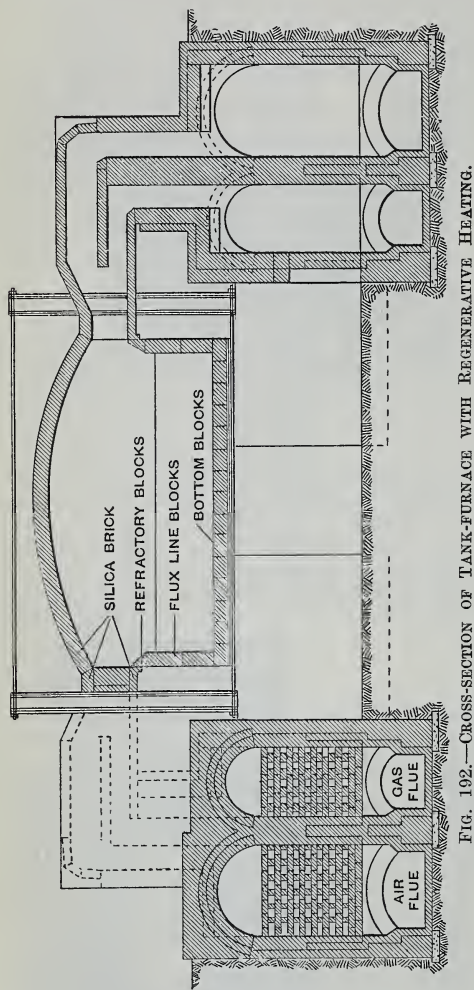 SILICA BRICK
REFRACTORY BLOCKS
FLUX LINE BLOCKS
BOTTOM BLOCKS
AIR
FLUE
GAS
FLUE
FIG. 192.—CROSS-SECTION OF TANK-FURNACE WITH REGENERATIVE HEATING.